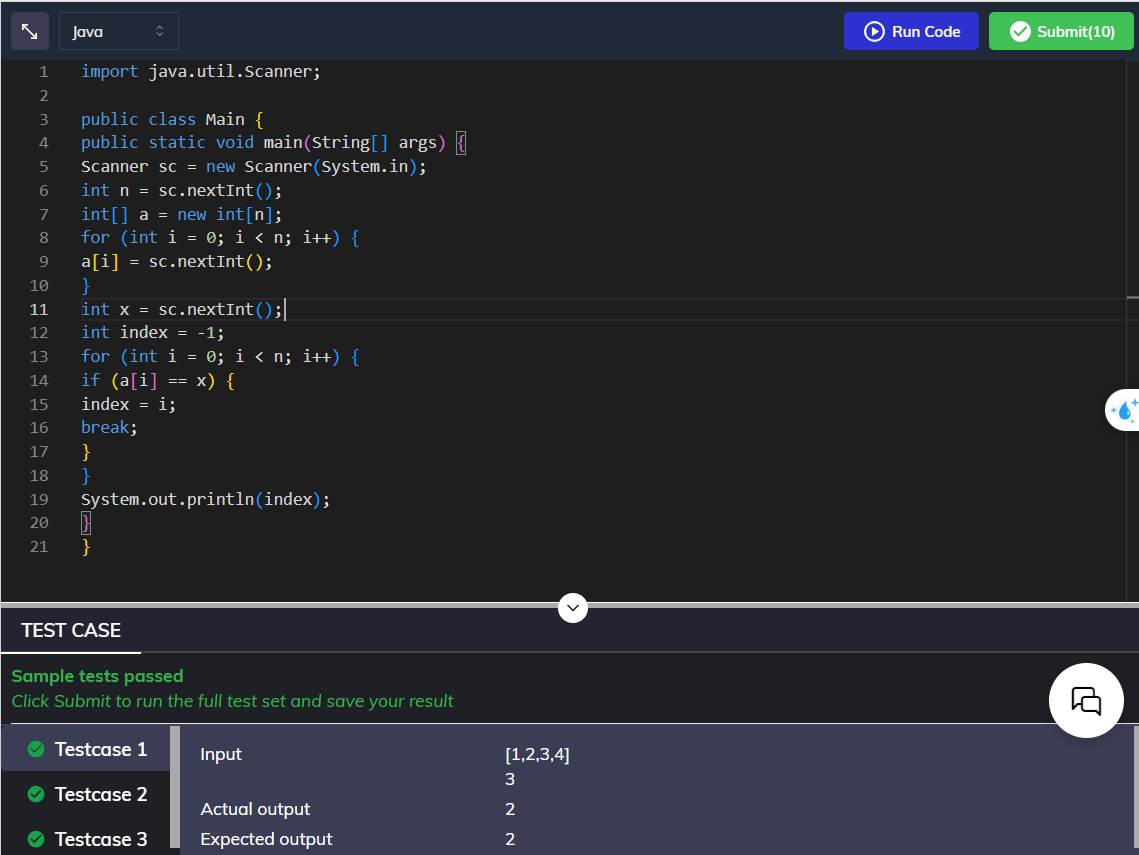 Java
Run Code
Submit(10)
1 import java.util.Scanner;
2
3 public class Main {
4 public static void main(String[] args) {
5 Scanner sc = new Scanner(System.in);
6 int n = sc.nextInt();
7 int[] a = new int[n];
8 for (int i = 0; i < n; i++) {
9 a[i] = sc.nextInt();
10 }
11 int x = sc.nextInt();
12 int index = -1;
13 for (int i = 0; i < n; i++) {
14 if (a[i] == x) {
15 index = i;
16 break;
17 }
18 }
19 System.out.println(index);
20 }
21 }
TEST CASE
Sample tests passed
Click Submit to run the full test set and save your result
Testcase 1
Testcase 2
Testcase 3
Input [1,2,3,4]
3
Actual output 2
Expected output 2